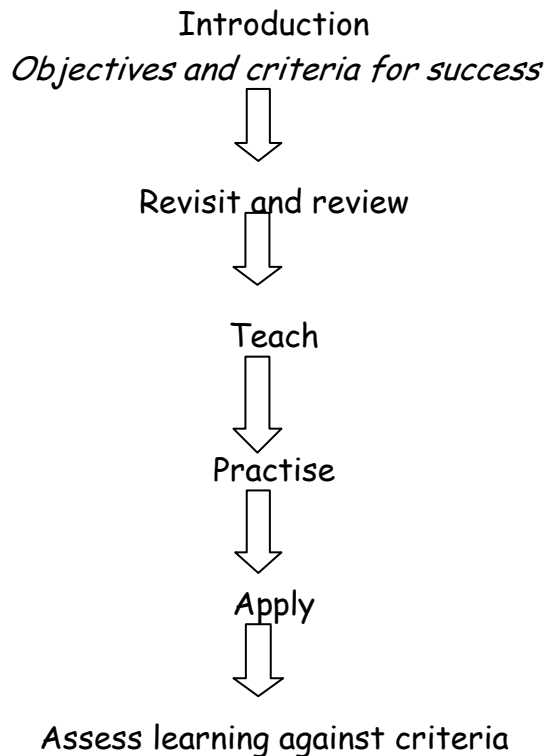 Introduction
Objectives and criteria for success
Revisit and review
Teach
Practise
Apply
Assess learning against criteria